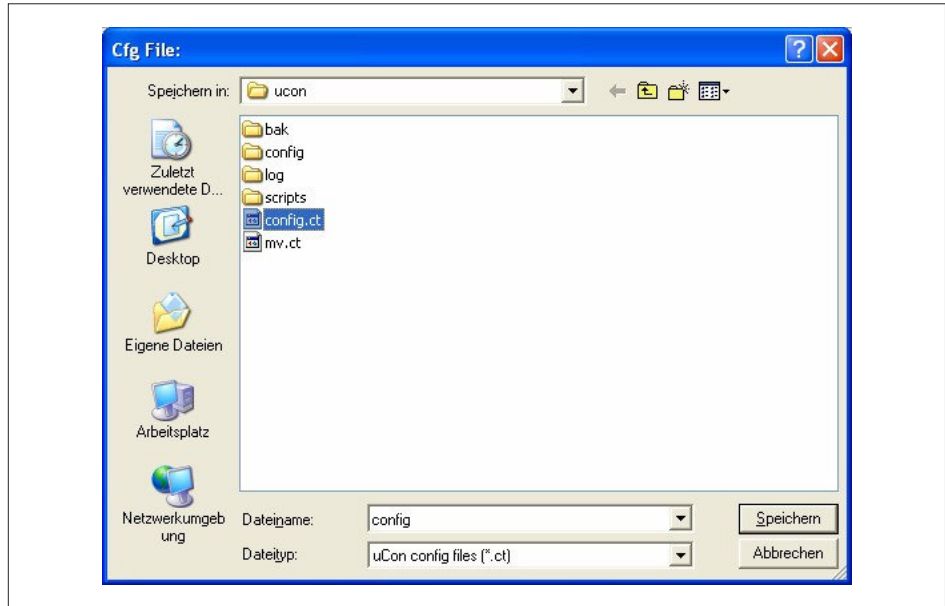 Cfg File:
Speichern in:
ucon
Zuletzt
verwendete D...
Desktop
Eigene Dateien
Arbeitsplatz
Netzwerkumgeb
ung
bak
config
log
scripts
config.ct
mv.ct
Dateiname:
config
Speichern
Dateityp:
uCon config files (*.ct)
Abbrechen